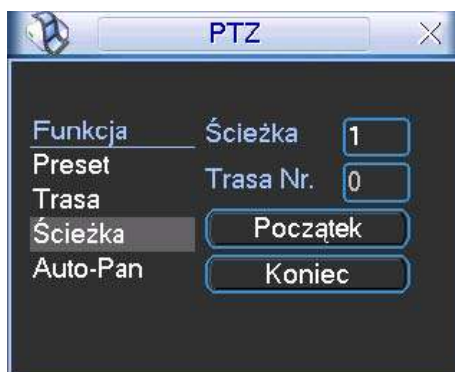 PTZ
Funkcja
Preset
Trasa
Ścieżka
Auto-Pan
Ścieżka 1
Trasa Nr. 0
Początek
Koniec